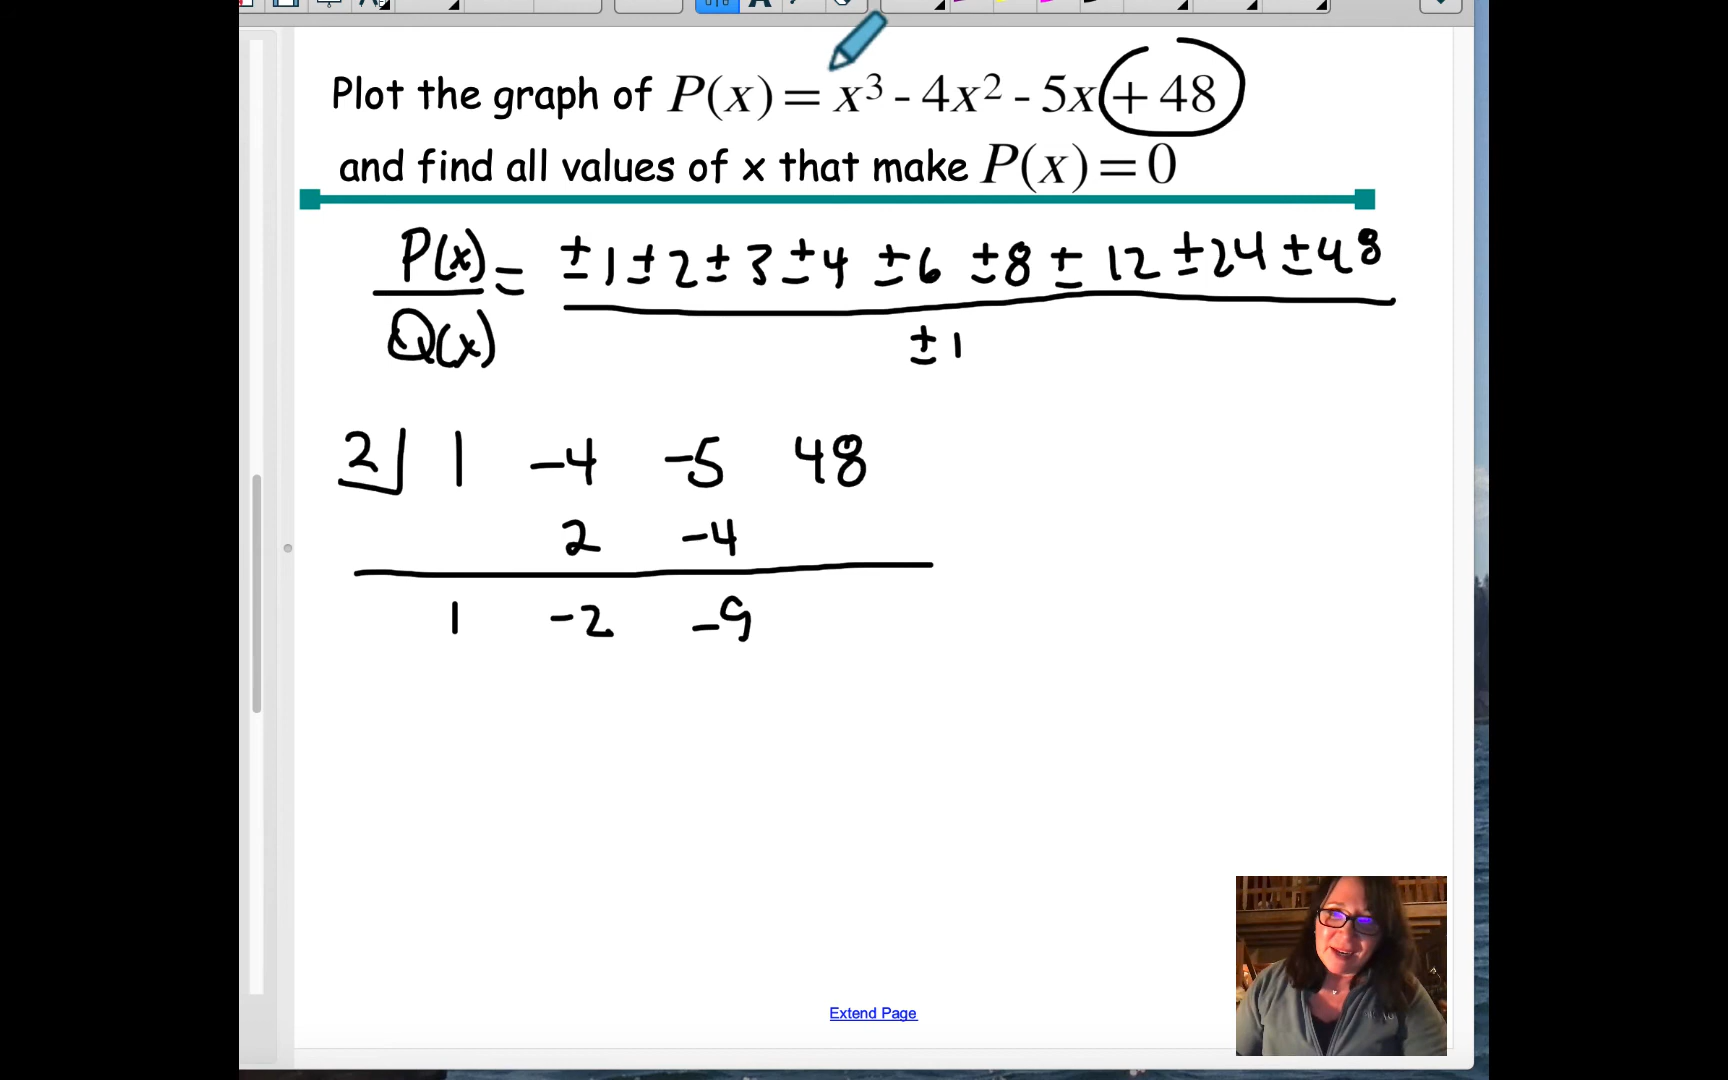 Plot the graph of P(x) = x³ - 4x² - 5x + 48
and find all values of x that make P(x) = 0
P(x) = ±1 ±2 ±3 ±4 ±6 ±8 ±12 ±24 ±48
Q(x) ±1
2 1 -4 -5 48
2 -4
1 -2 -9
Extend Page